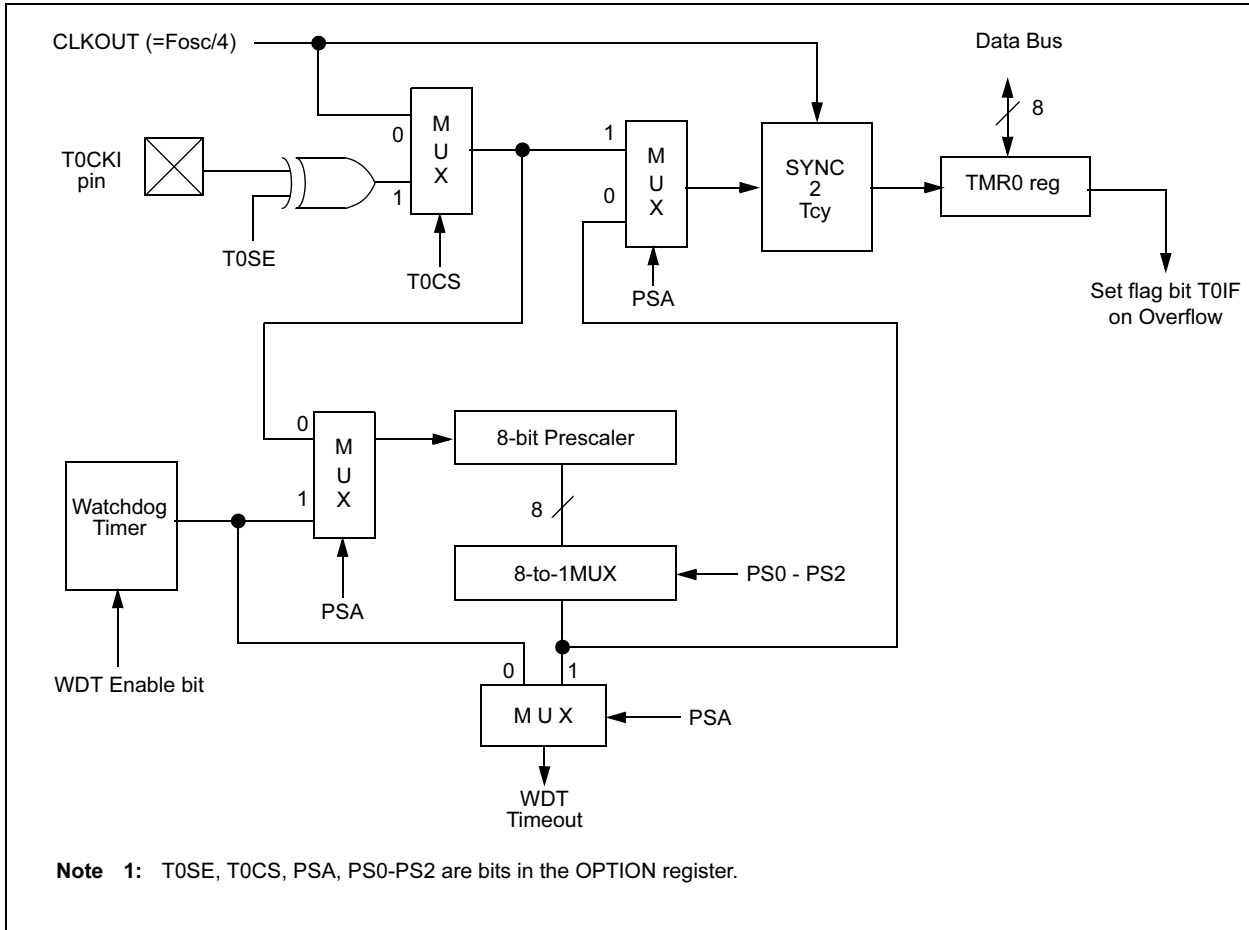 CLKOUT (=Fosc/4)
Data Bus
8
T0CKI
pin
T0SE
0
1
M
U
X
T0CS
1
0
M
U
X
PSA
SYNC
2
Tcy
TMR0 reg
Set flag bit T0IF
on Overflow
0
1
M
U
X
PSA
8-bit Prescaler
8
8-to-1MUX
PS0 - PS2
Watchdog
Timer
WDT Enable bit
0
1
M U X
PSA
WDT
Timeout
Note 1: T0SE, T0CS, PSA, PS0-PS2 are bits in the OPTION register.